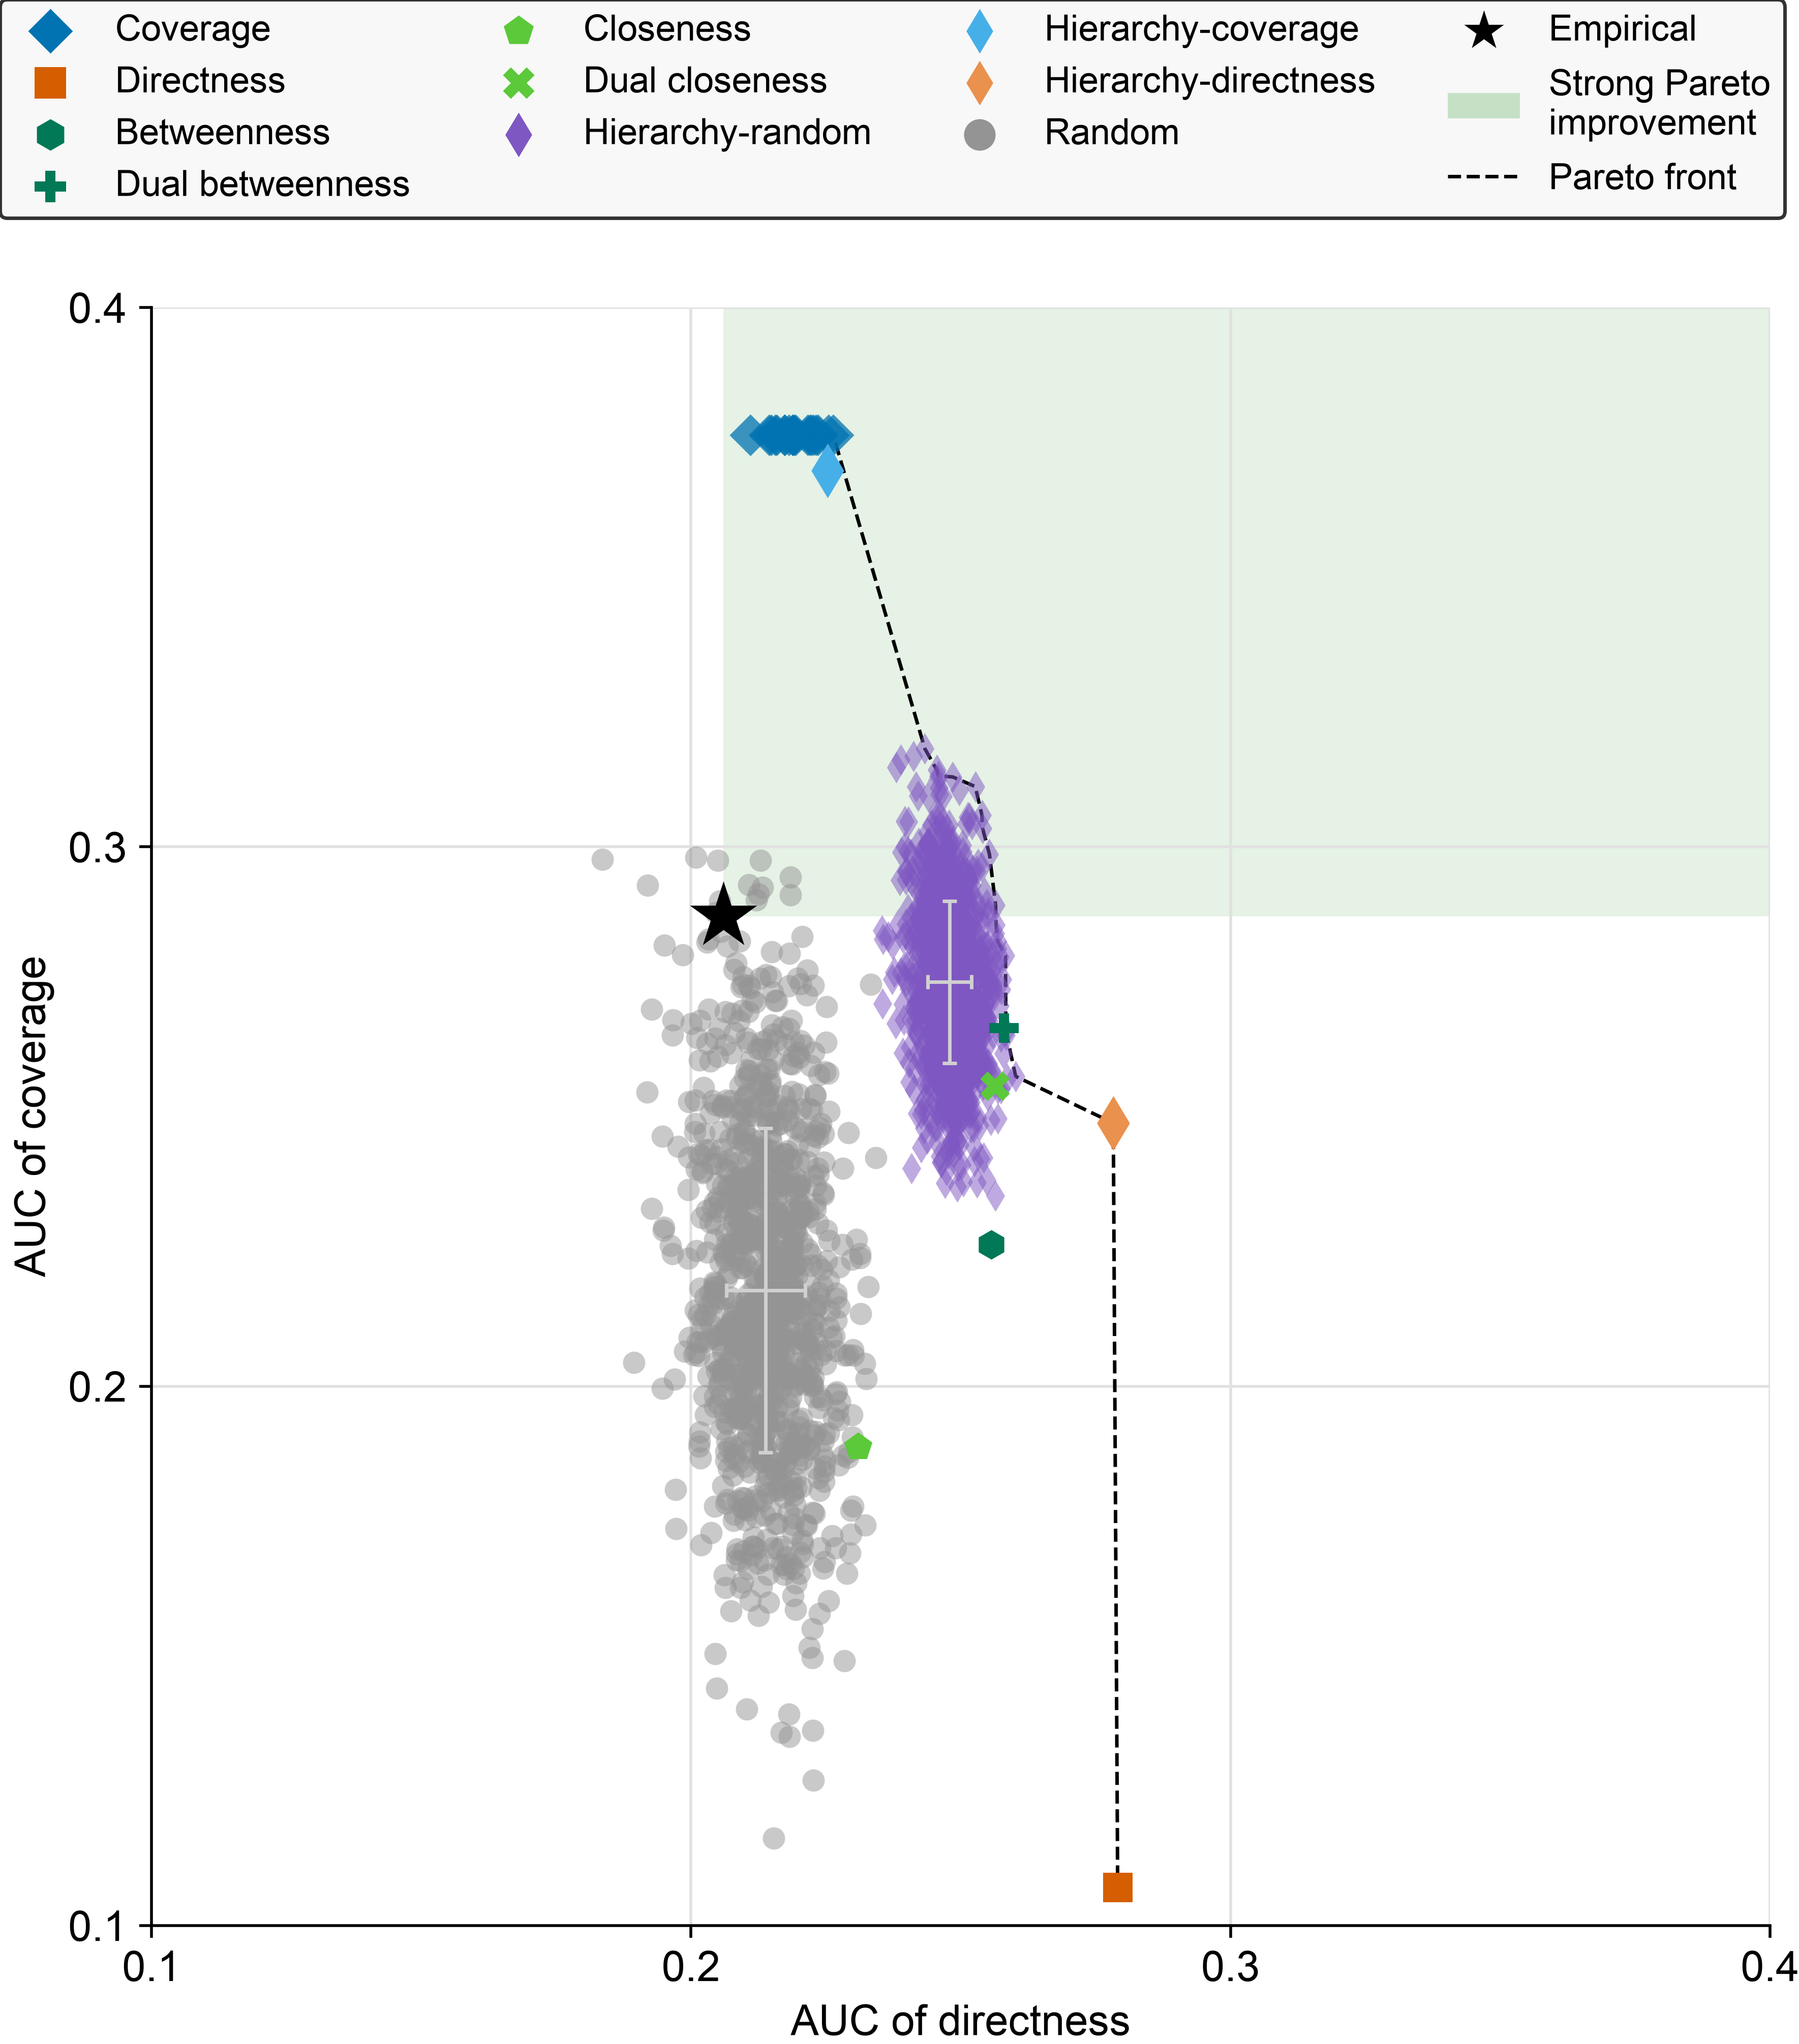 Coverage
Directness
Betweenness
Dual betweenness
Closeness
Dual closeness
Hierarchy-random
Hierarchy-coverage
Hierarchy-directness
Random
Empirical
Strong Pareto
improvement
Pareto front
0.4
0.3
0.2
0.1
AUC of coverage
0.1
0.2
0.3
0.4
AUC of directness